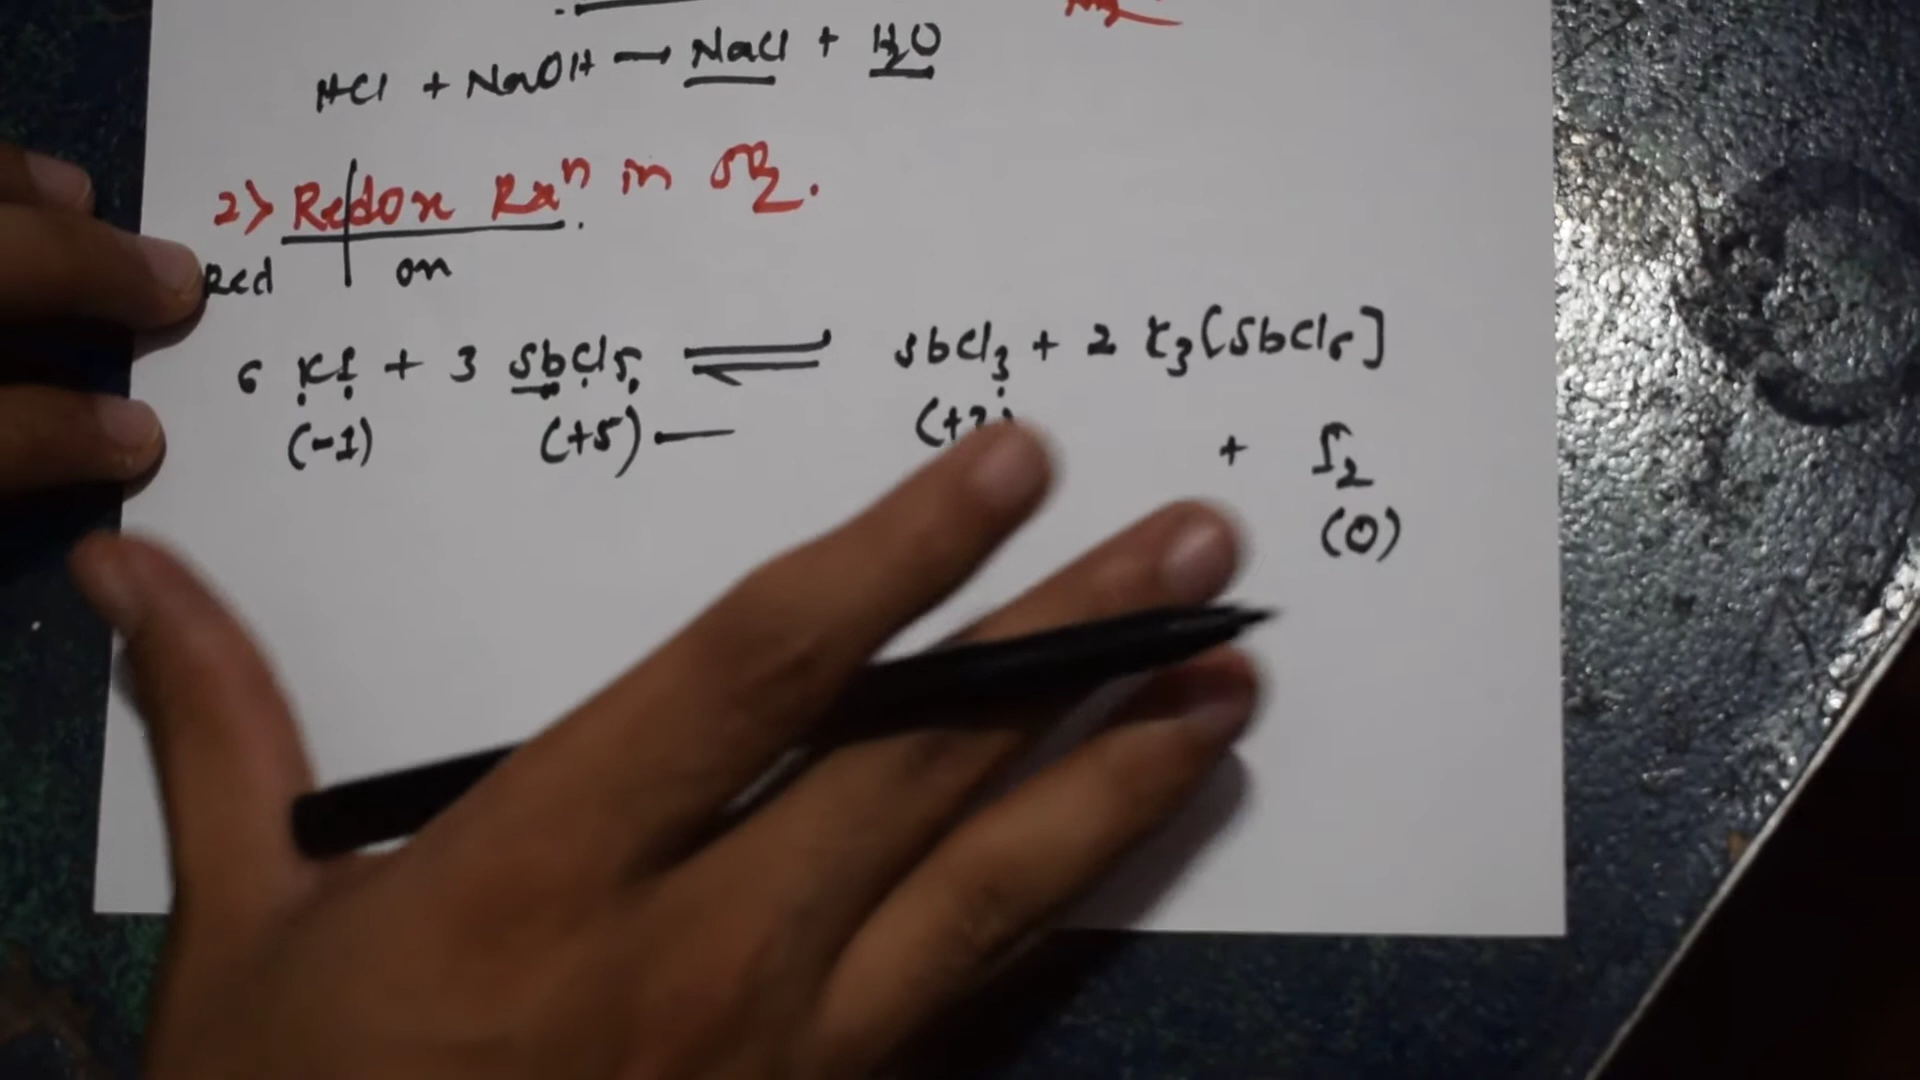 HCl + NaOH → NaCl + H2O
2> Redox Rxn in SO2.
Red | on
6 KI + 3 SbCl5 ⇌ SbCl3 + 2 K3[SbCl6]
(-1) (+5) — + I2
(0)